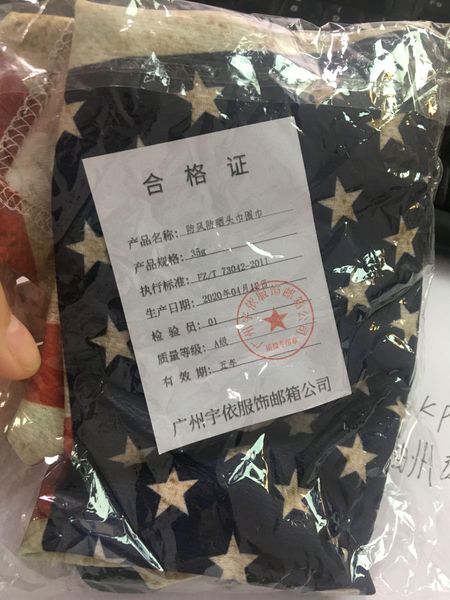 合格证
产品名称: 防风防晒头巾围巾
产品规格: 35g
执行标准: FZ/T 73042-2011
生产日期: 2020年04月18日
检验员: 01
质量等级: A级
有效期: 五年
广州宇依服饰邮箱公司
KP